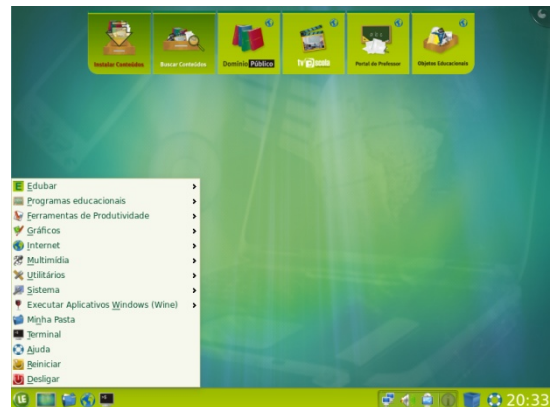 Instalar Conteúdos
Buscar Conteúdos
Domínio Público
tv escola
Portal do Professor
Objetos Educacionais
Edubar
Programas educacionais
Ferramentas de Produtividade
Gráficos
Internet
Multimídia
Utilitários
Sistema
Executar Aplicativos Windows (Wine)
Minha Pasta
Terminal
Ajuda
Reiniciar
Desligar
LE
20:33